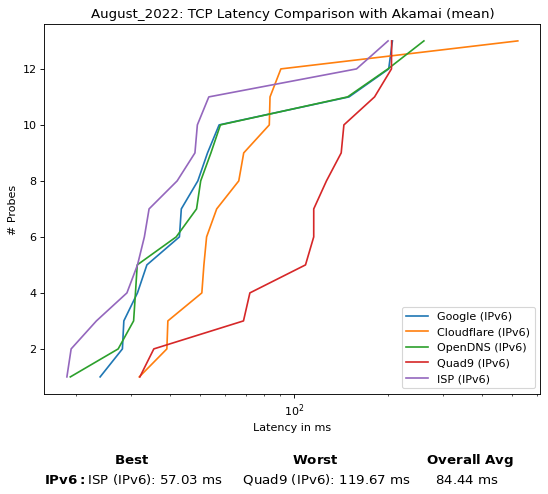 August_2022: TCP Latency Comparison with Akamai (mean)
# Probes
12
10
8
6
4
2
Google (IPv6)
Cloudflare (IPv6)
OpenDNS (IPv6)
Quad9 (IPv6)
ISP (IPv6)
10²
Latency in ms
Best Worst Overall Avg
IPv6: ISP (IPv6): 57.03 ms Quad9 (IPv6): 119.67 ms 84.44 ms